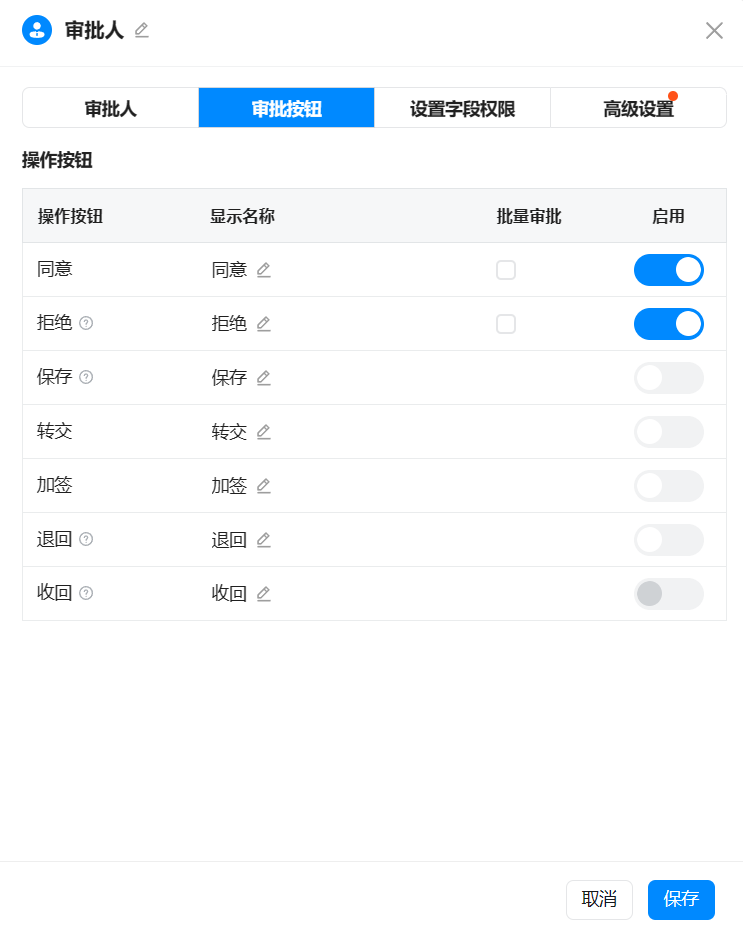 审批人
审批人 审批按钮 设置字段权限 高级设置
操作按钮
操作按钮 显示名称 批量审批 启用
同意 同意
拒绝 拒绝
保存 保存
转交 转交
加签 加签
退回 退回
收回 收回
取消 保存